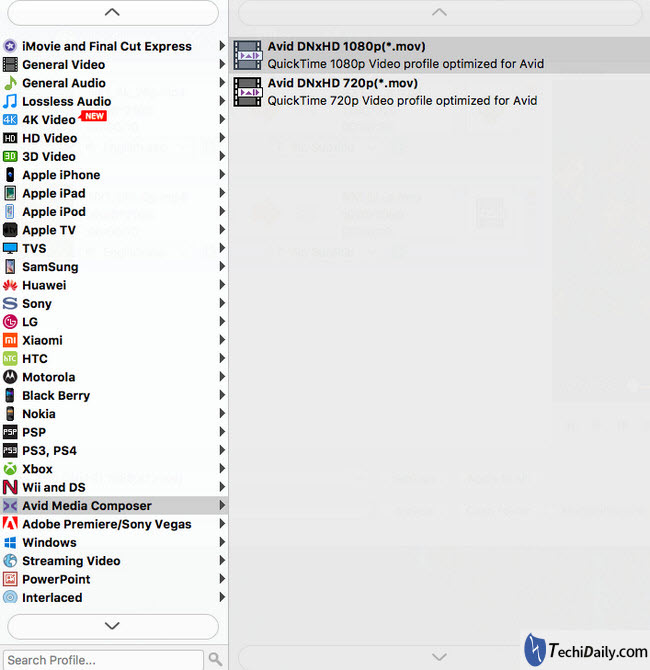 iMovie and Final Cut Express
General Video
General Audio
Lossless Audio
4K 4K Video NEW
HD HD Video
3D 3D Video
Apple iPhone
Apple iPad
Apple iPod
Apple TV
TVS
SamSung
Huawei
Sony
LG
Xiaomi
HTC
Motorola
Black Berry
Nokia
PSP
PS3, PS4
Xbox
Wii and DS
Avid Media Composer
Adobe Premiere/Sony Vegas
Windows
Streaming Video
PowerPoint
Interlaced
Search Profile...
Avid DNxHD 1080p(*.mov)
QuickTime 1080p Video profile optimized for Avid
Avid DNxHD 720p(*.mov)
QuickTime 720p Video profile optimized for Avid
TechiDaily.com